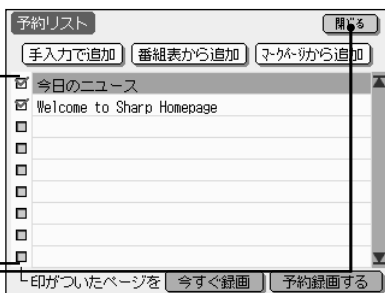 予約リスト 閉じる
手入力で追加 番組表から追加 マークページから追加
今日のニュース
Welcome to Sharp Homepage
印がついたページを 今すぐ録画 予約録画する